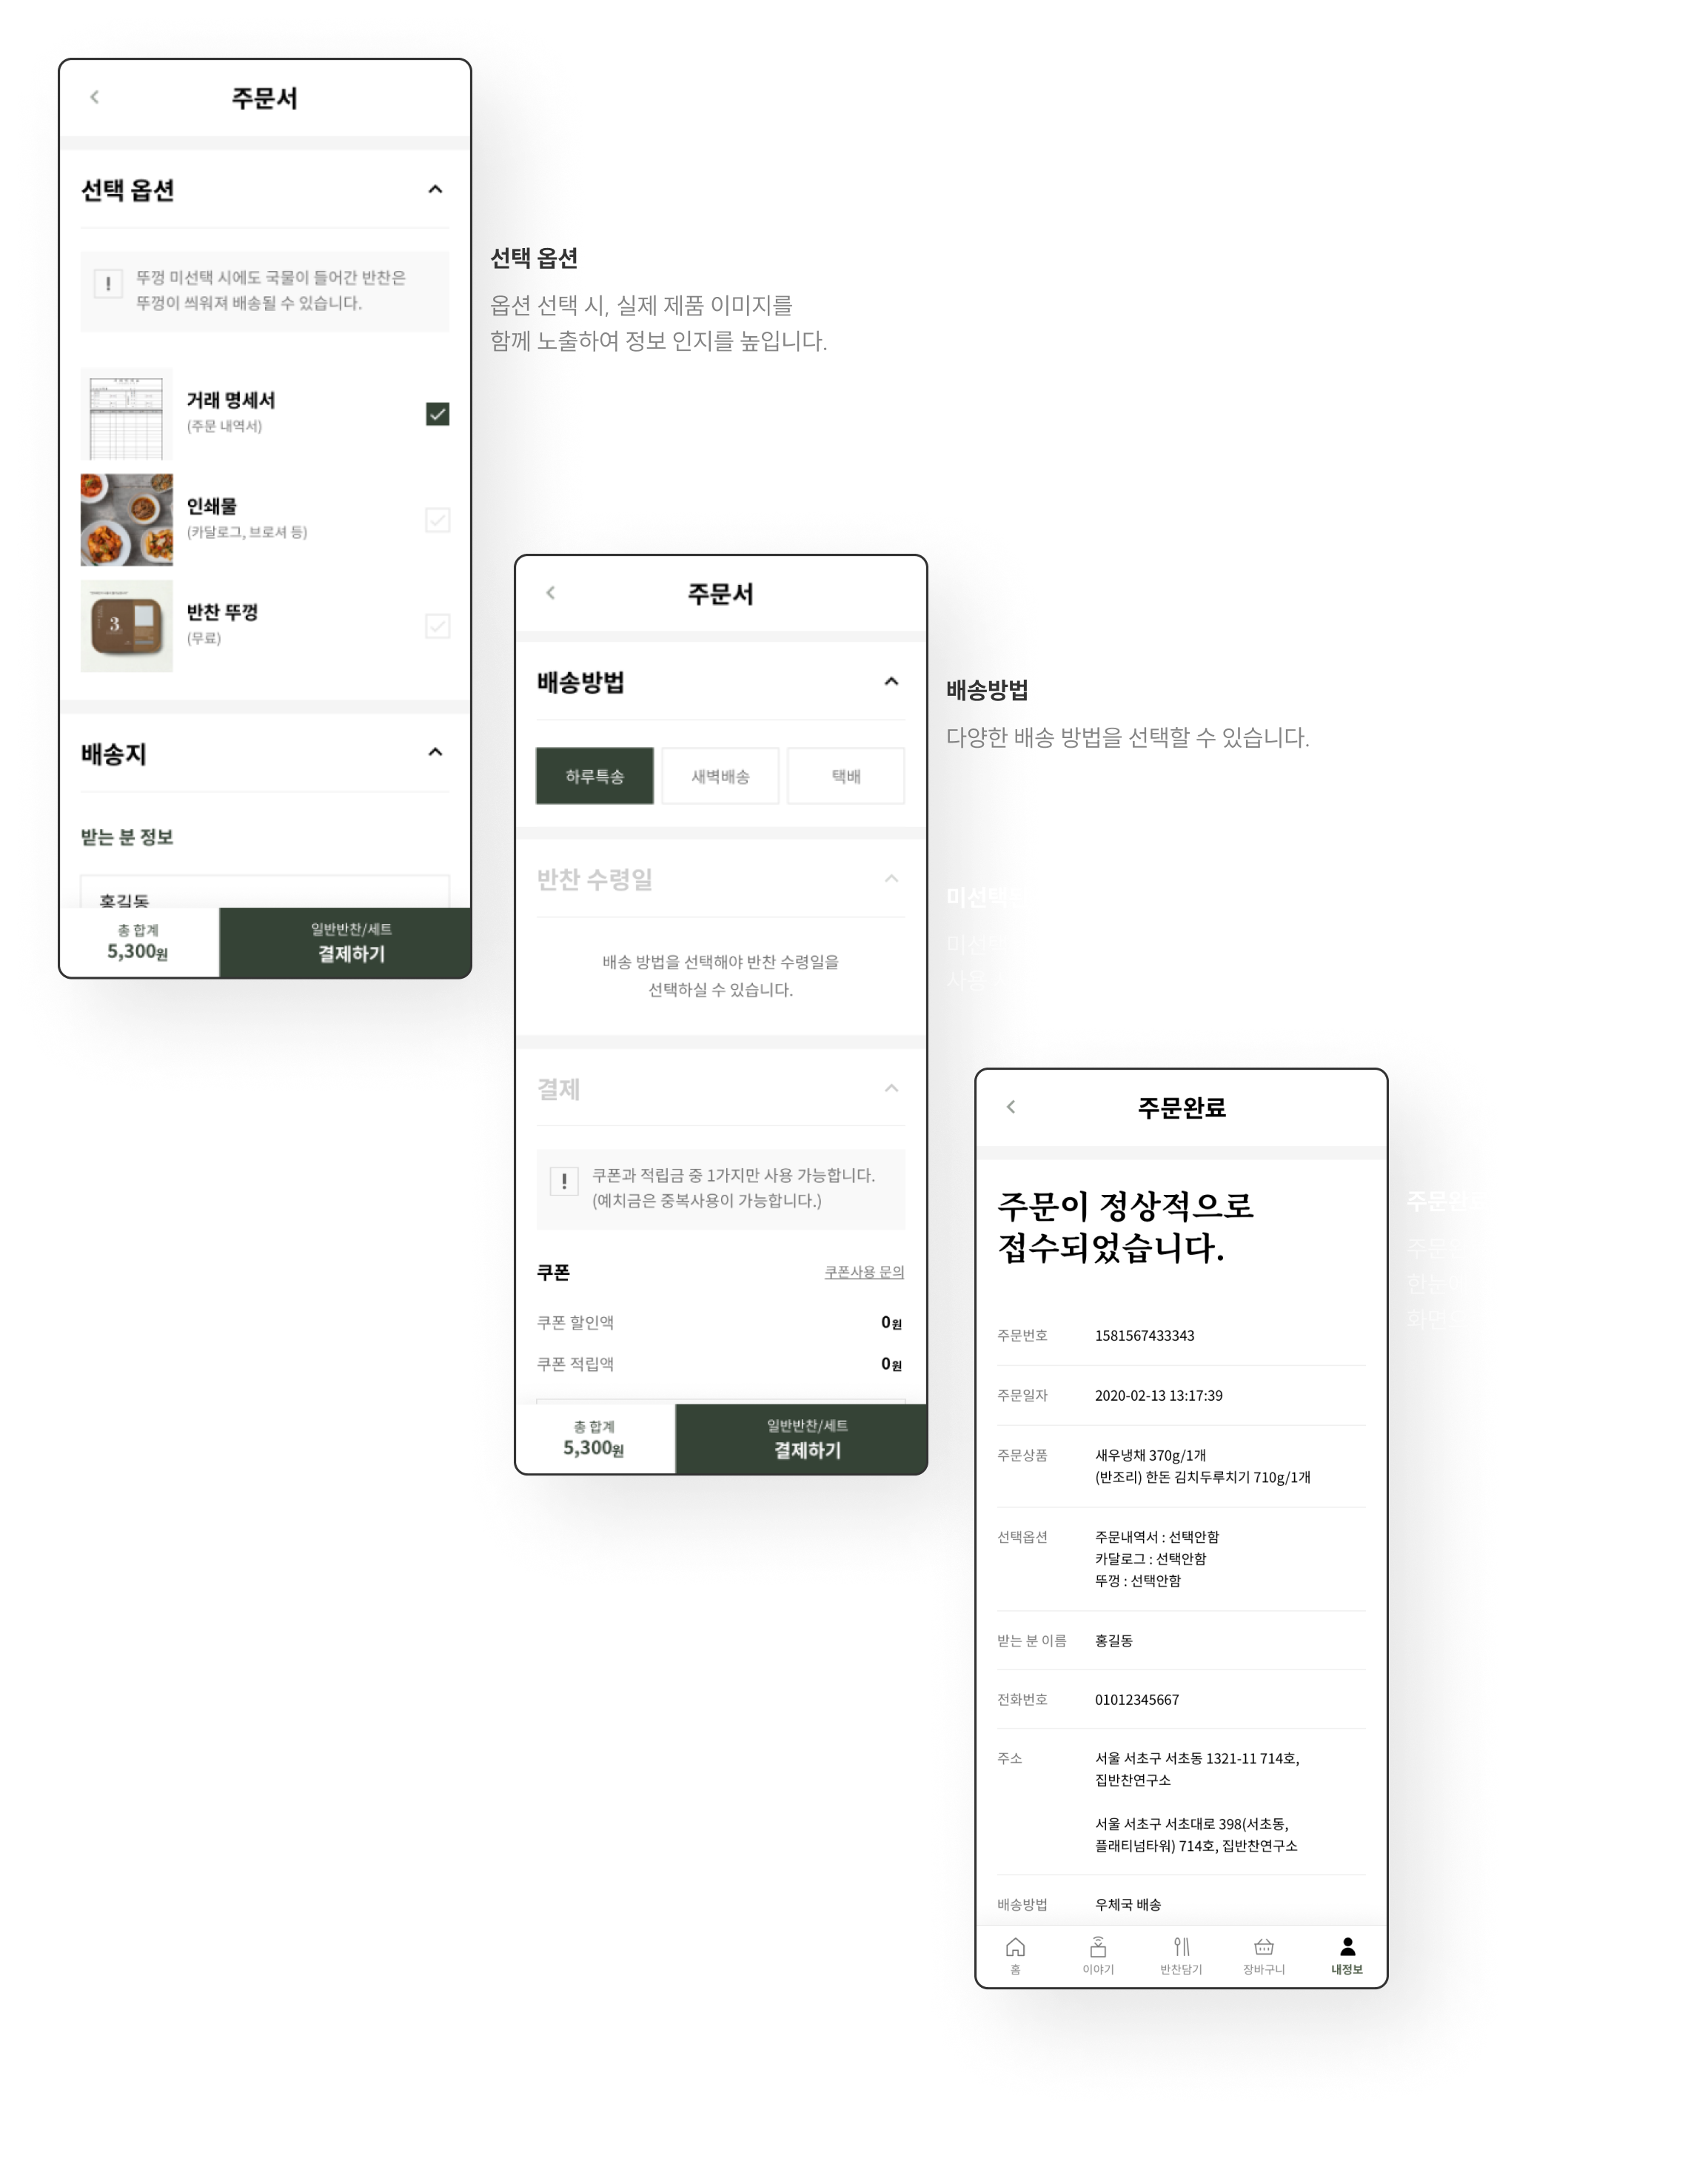 주문서
선택 옵션
뚜껑 미선택 시에도 국물이 들어간 반찬은
뚜껑이 씌워져 배송될 수 있습니다.
거래 명세서
(주문 내역서)
인쇄물
(카달로그, 브로셔 등)
3
반찬 뚜껑
(무료)
배송지
받는 분 정보
홍길동
총 합계
5,300원
일반반찬/세트
결제하기
선택 옵션
옵션 선택 시, 실제 제품 이미지를
함께 노출하여 정보 인지를 높입니다.
주문서
배송방법
하루특송 새벽배송 택배
반찬 수령일
배송 방법을 선택해야 반찬 수령일을
선택하실 수 있습니다.
결제
쿠폰과 적립금 중 1가지만 사용 가능합니다.
(예치금은 중복사용이 가능합니다.)
쿠폰 쿠폰사용 문의
쿠폰 할인액 0원
쿠폰 적립액 0원
총 합계
5,300원
일반반찬/세트
결제하기
배송방법
다양한 배송 방법을 선택할 수 있습니다.
주문완료
주문이 정상적으로
접수되었습니다.
주문번호 1581567433343
주문일자 2020-02-13 13:17:39
주문상품 새우냉채 370g/1개
(반조리) 한돈 김치두루치기 710g/1개
선택옵션 주문내역서 : 선택안함
카달로그 : 선택안함
뚜껑 : 선택안함
받는 분 이름 홍길동
전화번호 01012345667
주소 서울 서초구 서초동 1321-11 714호,
집반찬연구소
서울 서초구 서초대로 398(서초동,
플래티넘타워) 714호, 집반찬연구소
배송방법 우체국 배송
홈 이야기 반찬담기 장바구니 내정보